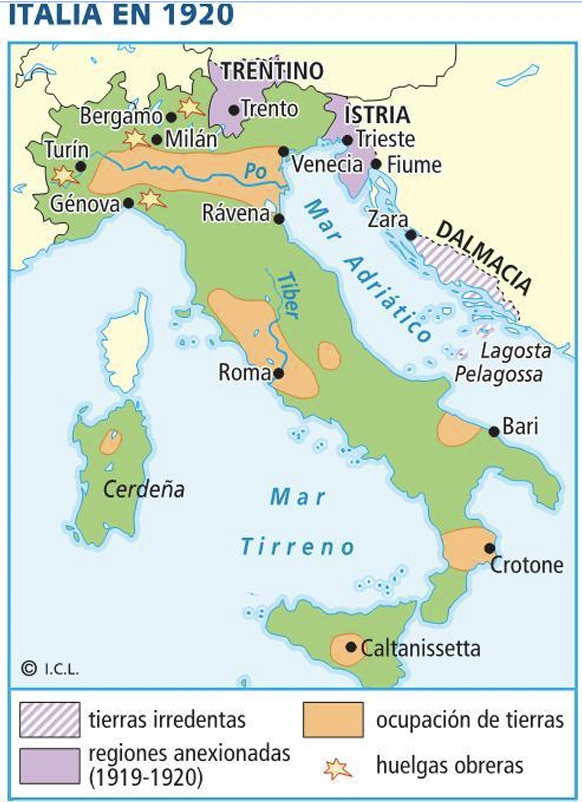 ITALIA EN 1920
TRENTINO
Bergamo
Trento
ISTRIA
Milán
Trieste
Turín
Po
Venecia
Fiume
Génova
Rávena
Zara
DALMACIA
Mar Adriático
Tiber
Lagosta
Pelagossa
Roma
Bari
Cerdeña
Mar
Tirreno
Crotone
Caltanissetta
© I.C.L.
tierras irredentas
ocupación de tierras
regiones anexionadas
(1919-1920)
huelgas obreras